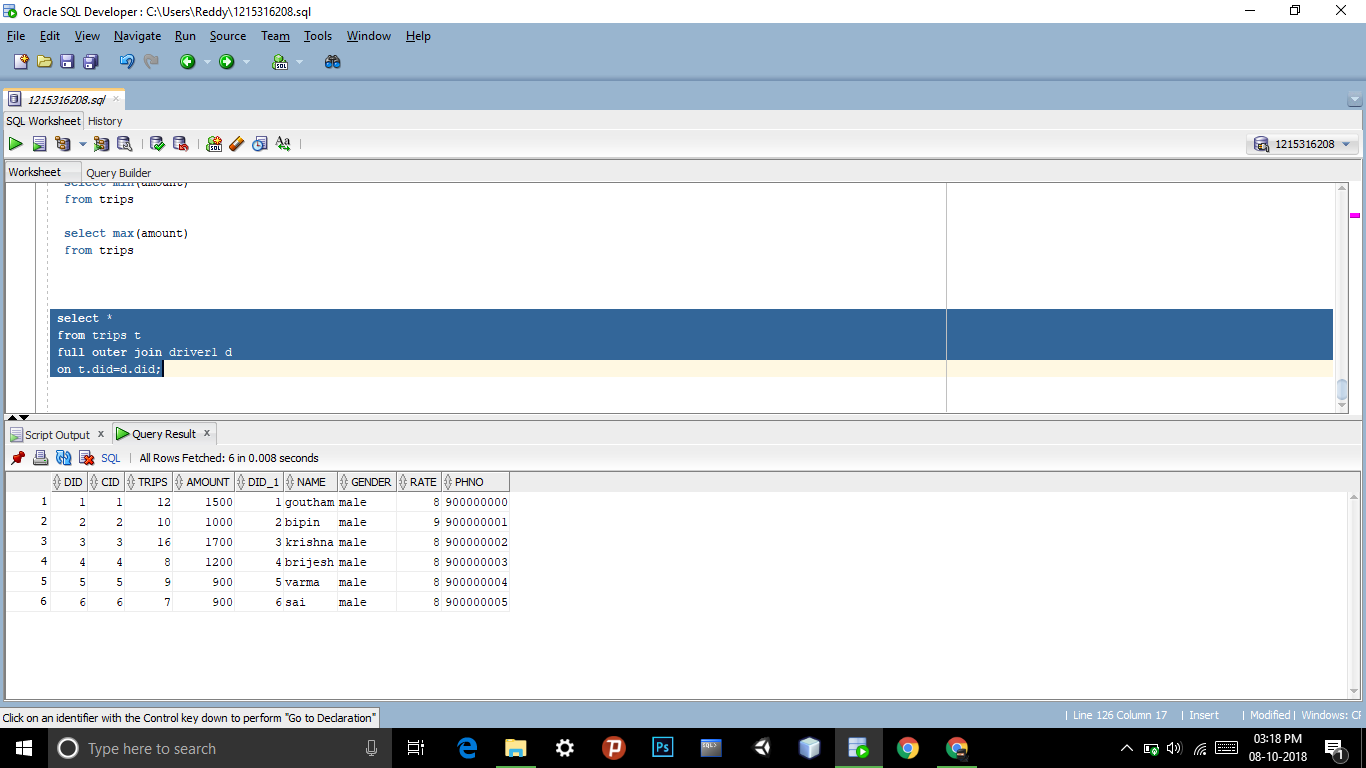 Oracle SQL Developer : C:\Users\Reddy\1215316208.sql
File Edit View Navigate Run Source Team Tools Window Help
1215316208.sql
SQL Worksheet History
1215316208
Worksheet Query Builder
select min(amount)
from trips
select max(amount)
from trips
select *
from trips t
full outer join driver1 d
on t.did=d.did;
Script Output x Query Result x
SQL | All Rows Fetched: 6 in 0.008 seconds
DID CID TRIPS AMOUNT DID_1 NAME GENDER RATE PHNO
1 1 1 12 1500 1 goutham male 8 900000000
2 2 2 10 1000 2 bipin male 9 900000001
3 3 3 16 1700 3 krishna male 8 900000002
4 4 4 8 1200 4 brijesh male 8 900000003
5 5 5 9 900 5 varma male 8 900000004
6 6 6 7 900 6 sai male 8 900000005
Click on an identifier with the Control key down to perform "Go to Declaration"
| Line 126 Column 17 | Insert | Modified | Windows: CF
Type here to search
Ps
SQL>
03:18 PM
08-10-2018
1